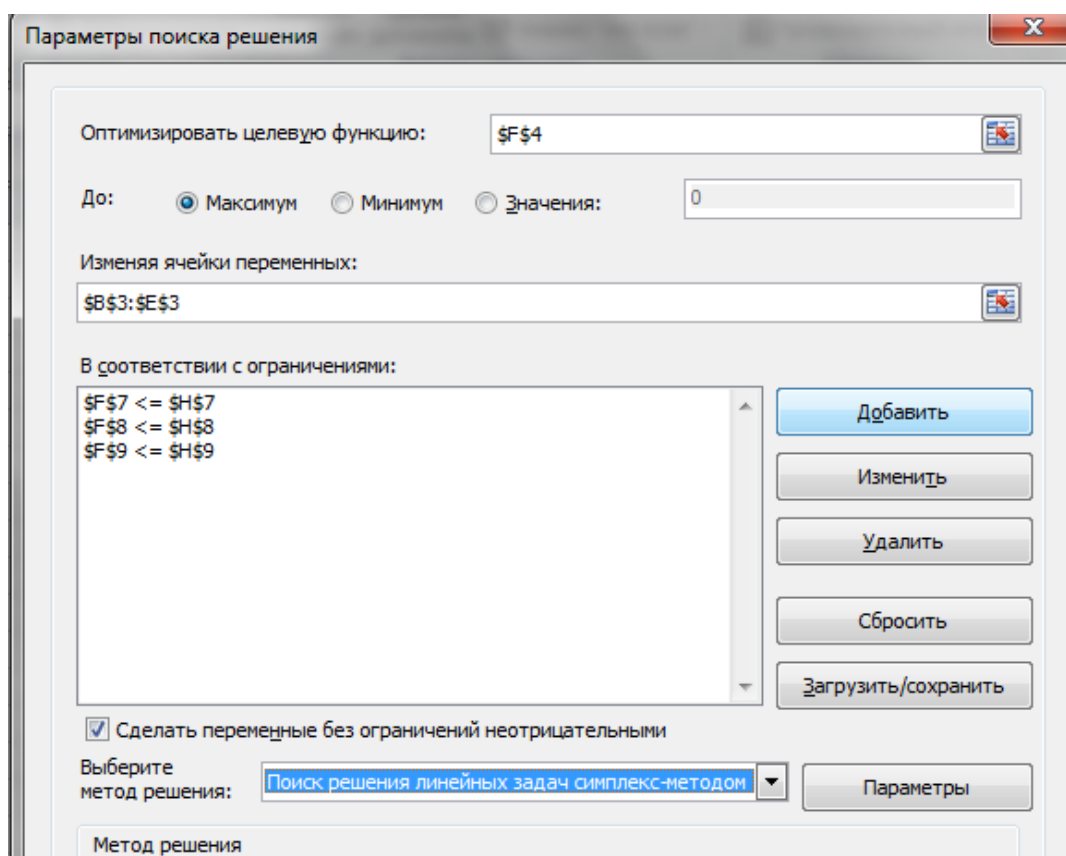 Параметры поиска решения
Оптимизировать целевую функцию: $F$4
До: Максимум Минимум Значения: 0
Изменяя ячейки переменных:
$B$3:$E$3
В соответствии с ограничениями:
$F$7 <= $H$7
$F$8 <= $H$8
$F$9 <= $H$9
Добавить
Изменить
Удалить
Сбросить
Загрузить/сохранить
Сделать переменные без ограничений неотрицательными
Выберите
метод решения:
Поиск решения линейных задач симплекс-методом
Параметры
Метод решения